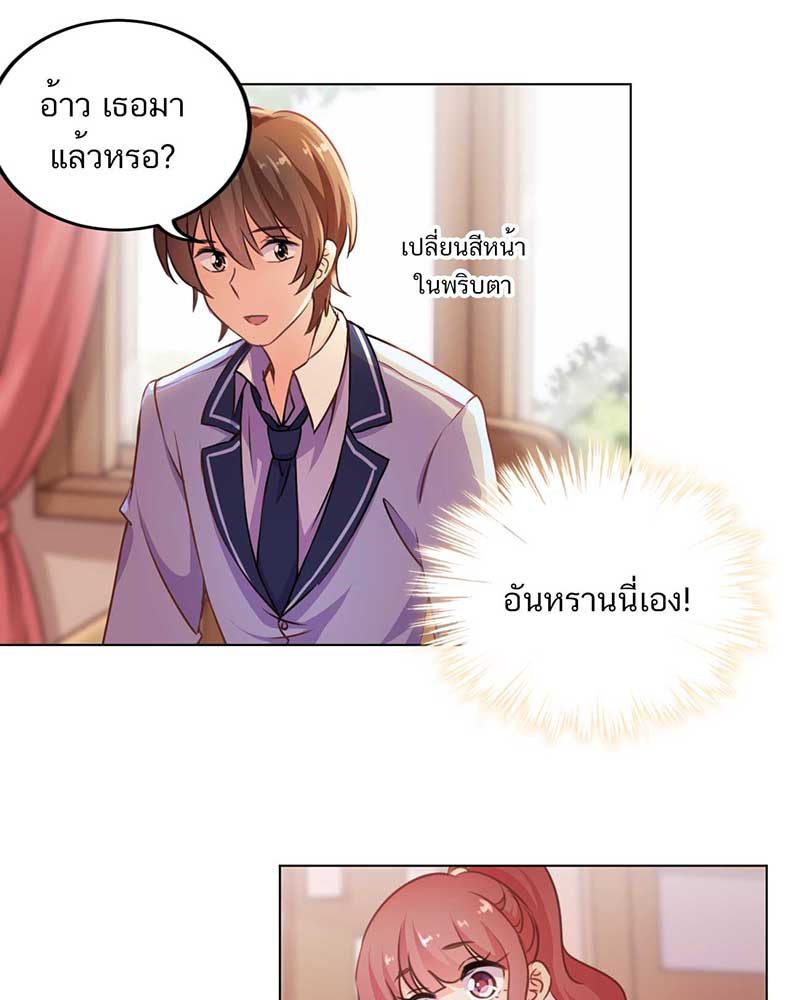 อ้าว เธอมา
แล้วหรอ?
เปลี่ยนสีหน้า
ในพริบตา
อันหรานนี่เอง!